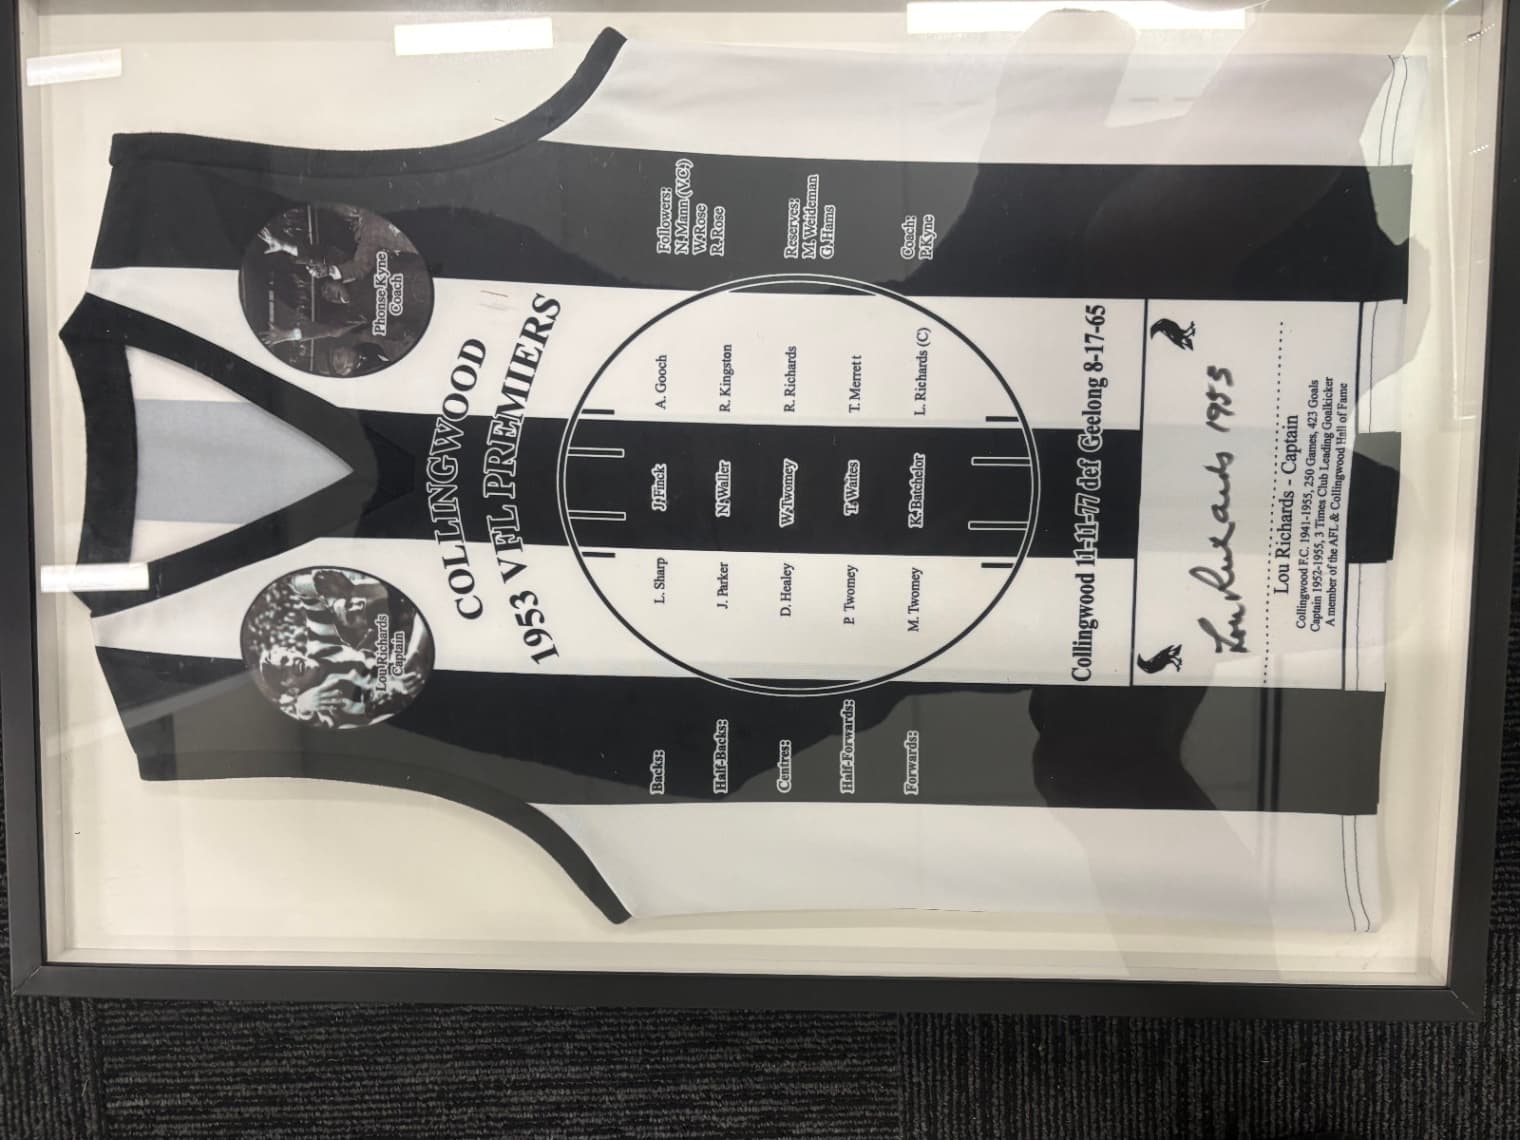 Lou Richards
Captain
Phonse Kyne
Coach
COLLINGWOOD
1953 VFL PREMIERS
Backs: L. Sharp J. Finck A. Gooch
Half-Backs: J. Parker N. Waller R. Kingston
Centres: D. Healey W. Twomey R. Richards
Half-Forwards: P. Twomey T. Waites T. Merrett
Forwards: M. Twomey K. Batchelor L. Richards (C)
Followers:
N. Mann (V.C)
W. Rose
R. Rose
Reserves:
M. Weideman
G. Hams
Coach:
P. Kyne
Collingwood 11-11-77 def Geelong 8-17-65
Lou Richards 1953
Lou Richards - Captain
Collingwood F.C. 1941-1955, 250 Games, 423 Goals
Captain 1952-1955, 3 Times Club Leading Goalkicker
A member of the AFL & Collingwood Hall of Fame